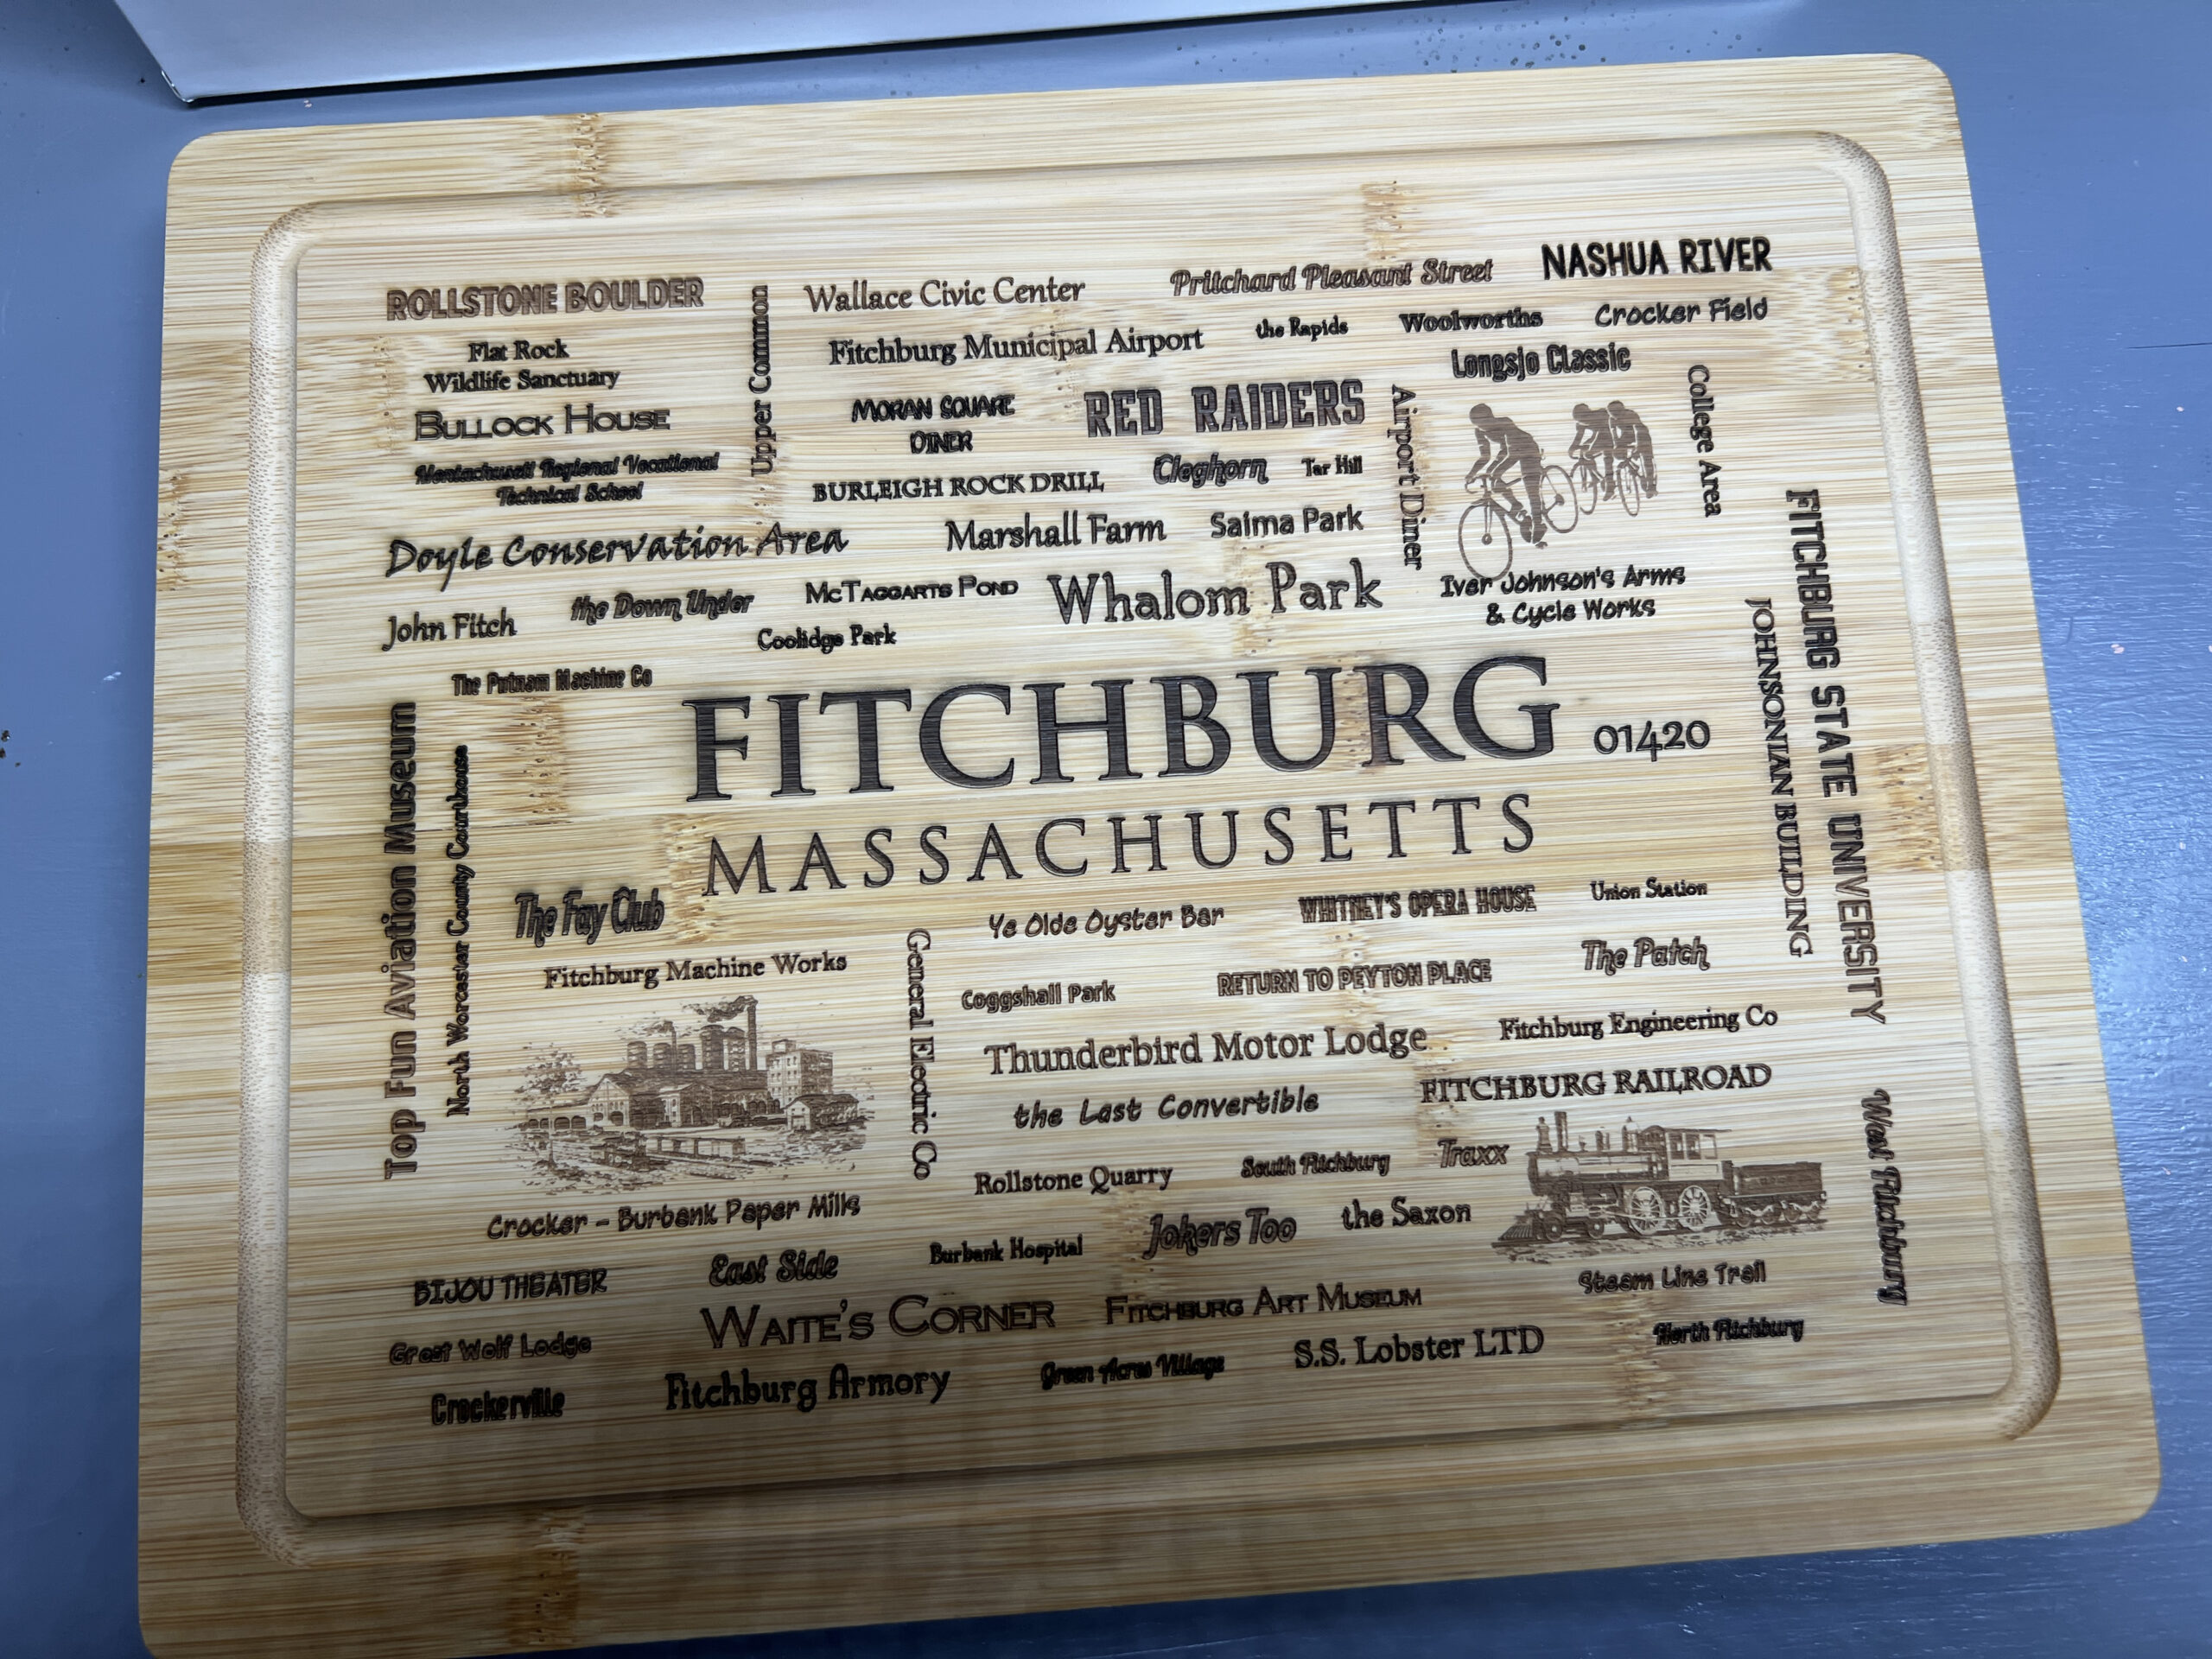 ROLLSTONE BOULDER
Upper Common
Wallace Civic Center
Pritchard Pleasant Street
NASHUA RIVER
Flat Rock
Wildlife Sanctuary
Fitchburg Municipal Airport
the Rapids
Woolworths
Crocker Field
BULLOCK HOUSE
MORAN SQUARE
DINER
RED RAIDERS
Airport Diner
Longsjo Classic
College Area
Montachusett Regional Vocational
Technical School
BURLEIGH ROCK DRILL
Cleghorn
Tar Hill
Doyle Conservation Area
Marshall Farm
Saima Park
John Fitch
the Down Under
McTAGGARTS POND
Whalom Park
Iver Johnson's Arms
& Cycle Works
Coolidge Park
The Putnam Machine Co
FITCHBURG
01420
MASSACHUSETTS
JOHNSONIAN BUILDING
FITCHBURG STATE UNIVERSITY
Top Fun Aviation Museum
North Worcester County Courthouse
The Fay Club
Ye Olde Oyster Bar
WHITNEY'S OPERA HOUSE
Union Station
Fitchburg Machine Works
General Electric Co
Coggshall Park
RETURN TO PEYTON PLACE
The Patch
Thunderbird Motor Lodge
Fitchburg Engineering Co
the Last Convertible
FITCHBURG RAILROAD
Rollstone Quarry
South Fitchburg
Traxx
West Fitchburg
Crocker - Burbank Paper Mills
Jokers Too
the Saxon
BIJOU THEATER
East Side
Burbank Hospital
Steam Line Trail
WAITE'S CORNER
FITCHBURG ART MUSEUM
Great Wolf Lodge
S.S. Lobster LTD
North Fitchburg
Crockerville
Fitchburg Armory
Green Acres Village